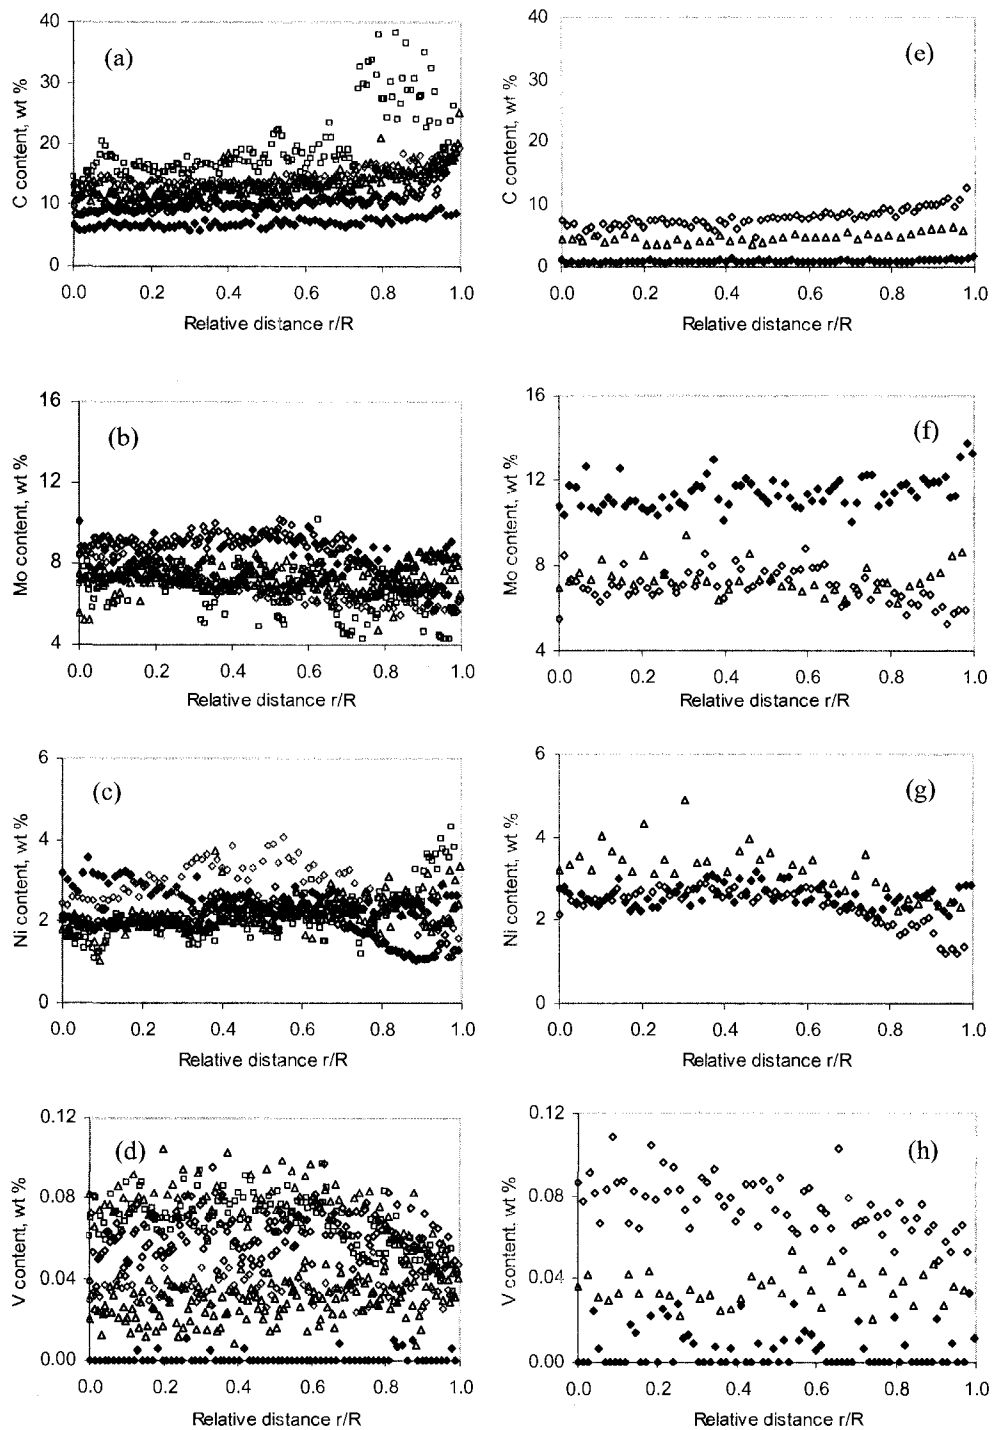 (a)
C content, wt %
40
30
20
10
0
0.0 0.2 0.4 0.6 0.8 1.0
Relative distance r/R
(e)
C content, wt %
40
30
20
10
0
0.0 0.2 0.4 0.6 0.8 1.0
Relative distance r/R
(b)
Mo content, wt %
16
12
8
4
0.0 0.2 0.4 0.6 0.8 1.0
Relative distance r/R
(f)
Mo content, wt %
16
12
8
4
0.0 0.2 0.4 0.6 0.8 1.0
Relative distance r/R
(c)
Ni content, wt %
6
4
2
0
0.0 0.2 0.4 0.6 0.8 1.0
Relative distance r/R
(g)
Ni content, wt %
6
4
2
0
0.0 0.2 0.4 0.6 0.8 1.0
Relative distance r/R
(d)
V content, wt %
0.12
0.08
0.04
0.00
0.0 0.2 0.4 0.6 0.8 1.0
Relative distance r/R
(h)
V content, wt %
0.12
0.08
0.04
0.00
0.0 0.2 0.4 0.6 0.8 1.0
Relative distance r/R